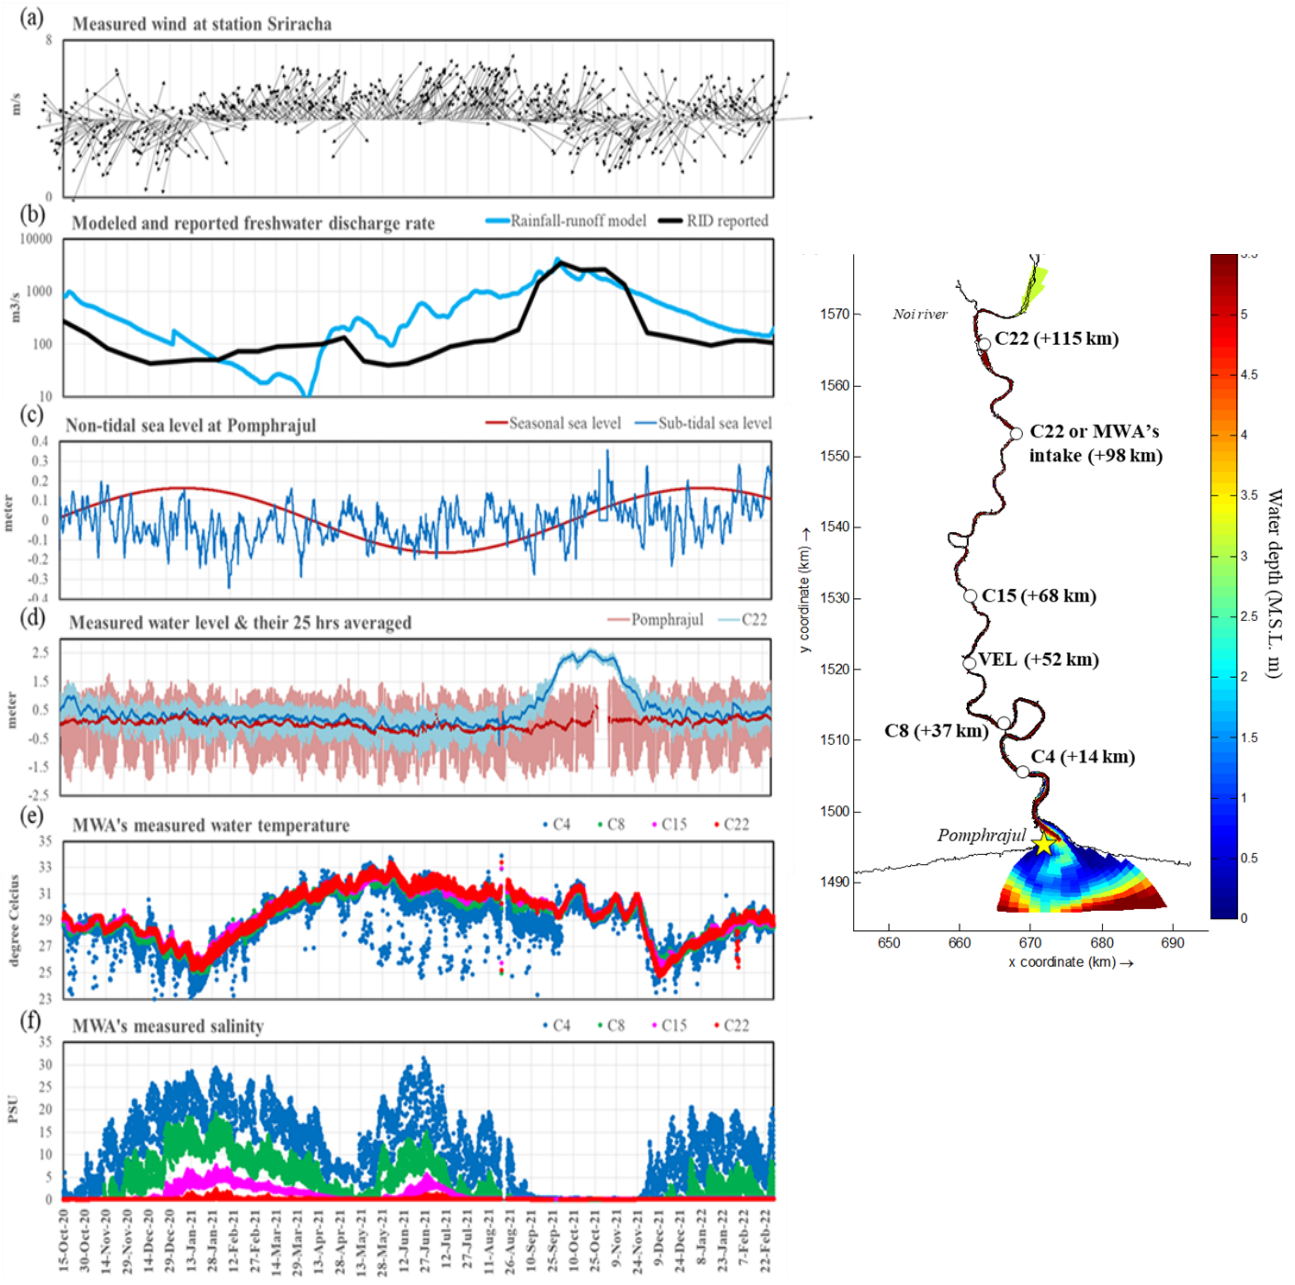 (a) Measured wind at station Sriracha
8
4
0
m/s
(b) Modeled and reported freshwater discharge rate
Rainfall-runoff model
RID reported
10000
1000
100
10
m3/s
(c) Non-tidal sea level at Pomphrajul
Seasonal sea level
Sub-tidal sea level
0.4
0.3
0.2
0.1
0
-0.1
-0.2
-0.3
-0.4
meter
(d) Measured water level & their 25 hrs averaged
Pomphrajul
C22
2.5
1.5
0.5
-0.5
-1.5
-2.5
meter
(e) MWA's measured water temperature
C4
C8
C15
C22
35
33
31
29
27
25
23
degree Celcius
(f) MWA's measured salinity
C4
C8
C15
C22
35
30
25
20
15
10
5
0
PSU
15-Oct-20
30-Oct-20
14-Nov-20
29-Nov-20
14-Dec-20
29-Dec-20
13-Jan-21
28-Jan-21
12-Feb-21
27-Feb-21
14-Mar-21
29-Mar-21
13-Apr-21
28-Apr-21
13-May-21
28-May-21
12-Jun-21
27-Jun-21
12-Jul-21
27-Jul-21
11-Aug-21
26-Aug-21
10-Sep-21
25-Sep-21
10-Oct-21
25-Oct-21
9-Nov-21
24-Nov-21
9-Dec-21
24-Dec-21
8-Jan-22
23-Jan-22
7-Feb-22
22-Feb-22
Noi river
C22 (+115 km)
C22 or MWA's
intake (+98 km)
C15 (+68 km)
VEL (+52 km)
C8 (+37 km)
C4 (+14 km)
Pomphrajul
1570
1560
1550
1540
1530
1520
1510
1500
1490
y coordinate (km) →
650
660
670
680
690
x coordinate (km) →
5
4.5
4
3.5
3
2.5
2
1.5
1
0.5
0
Water depth (M.S.L. m)